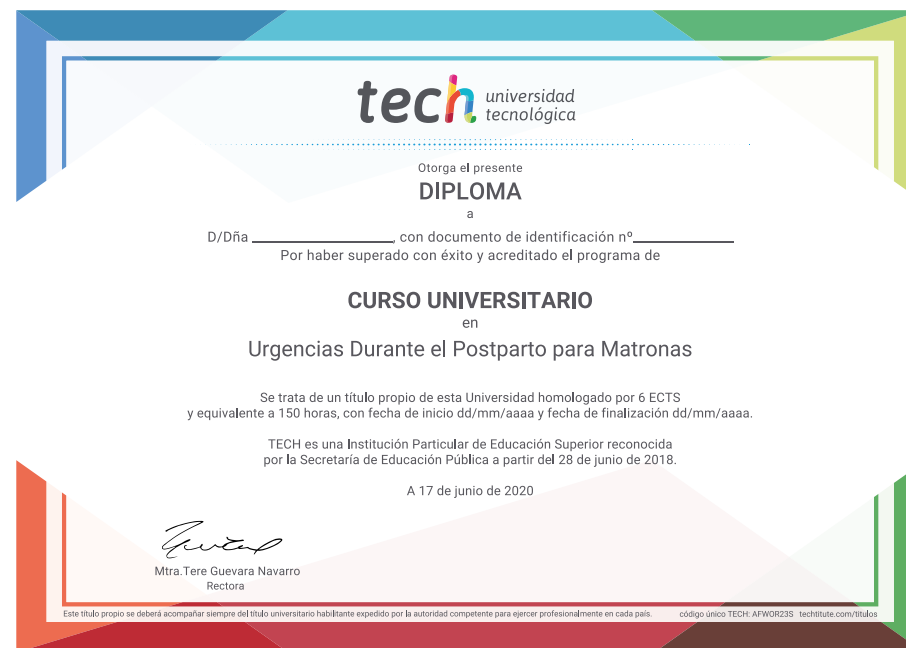 tech universidad
tecnológica
Otorga el presente
DIPLOMA
a
D/Dña ____________________, con documento de identificación nº______________
Por haber superado con éxito y acreditado el programa de
CURSO UNIVERSITARIO
en
Urgencias Durante el Postparto para Matronas
Se trata de un título propio de esta Universidad homologado por 6 ECTS
y equivalente a 150 horas, con fecha de inicio dd/mm/aaaa y fecha de finalización dd/mm/aaaa.
TECH es una Institución Particular de Educación Superior reconocida
por la Secretaría de Educación Pública a partir del 28 de junio de 2018.
A 17 de junio de 2020
Mtra.Tere Guevara Navarro
Rectora
Este título propio se deberá acompañar siempre del título universitario habilitante expedido por la autoridad competente para ejercer profesionalmente en cada país. código único TECH: AFWOR23S techtitute.com/títulos